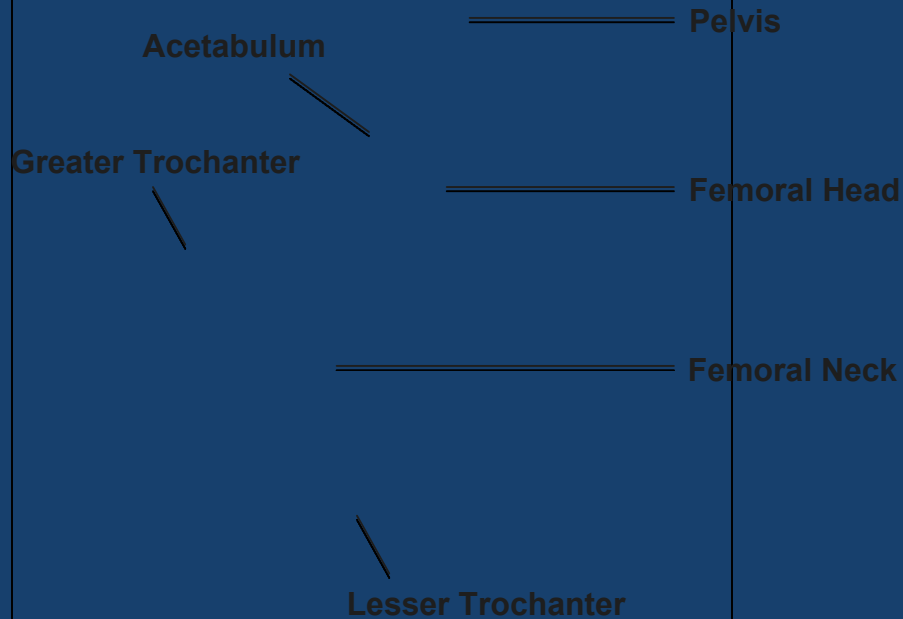 Pelvis
Acetabulum
Greater Trochanter
Femoral Head
Femoral Neck
Lesser Trochanter